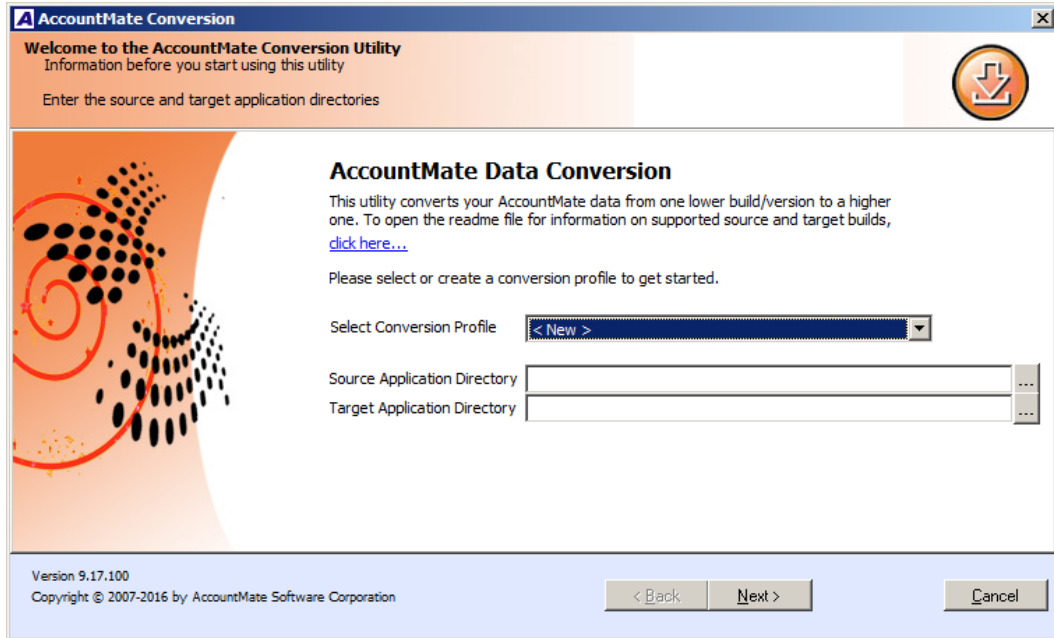 AccountMate Conversion
Welcome to the AccountMate Conversion Utility
Information before you start using this utility
Enter the source and target application directories
AccountMate Data Conversion
This utility converts your AccountMate data from one lower build/version to a higher
one. To open the readme file for information on supported source and target builds,
click here...
Please select or create a conversion profile to get started.
Select Conversion Profile < New >
Source Application Directory ...
Target Application Directory ...
Version 9.17.100
Copyright © 2007-2016 by AccountMate Software Corporation
< Back Next > Cancel